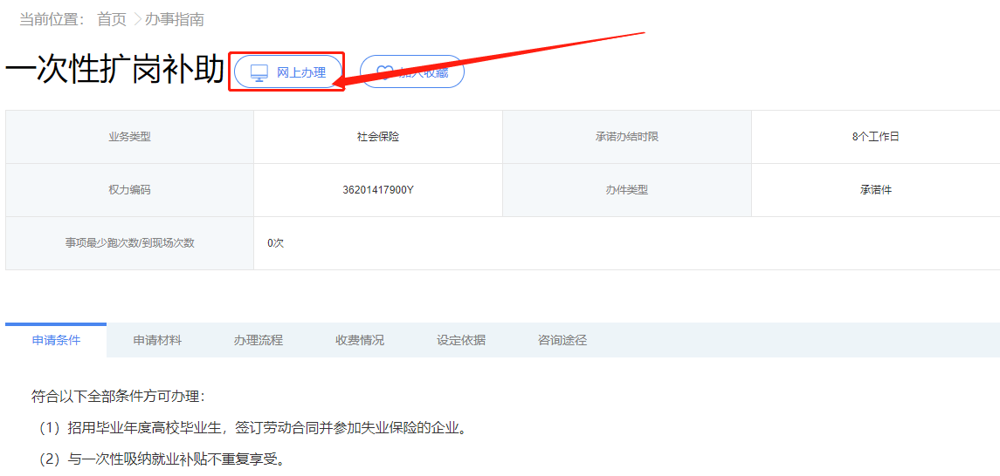 当前位置： 首页 > 办事指南
一次性扩岗补助 网上办理 加入收藏
业务类型 社会保险 承诺办结时限 8个工作日
权力编码 36201417900Y 办件类型 承诺件
事项最少跑次数/到现场次数 0次
申请条件 申请材料 办理流程 收费情况 设定依据 咨询途径
符合以下全部条件方可办理：
（1）招用毕业年度高校毕业生，签订劳动合同并参加失业保险的企业。
（2）与一次性吸纳就业补贴不重复享受。